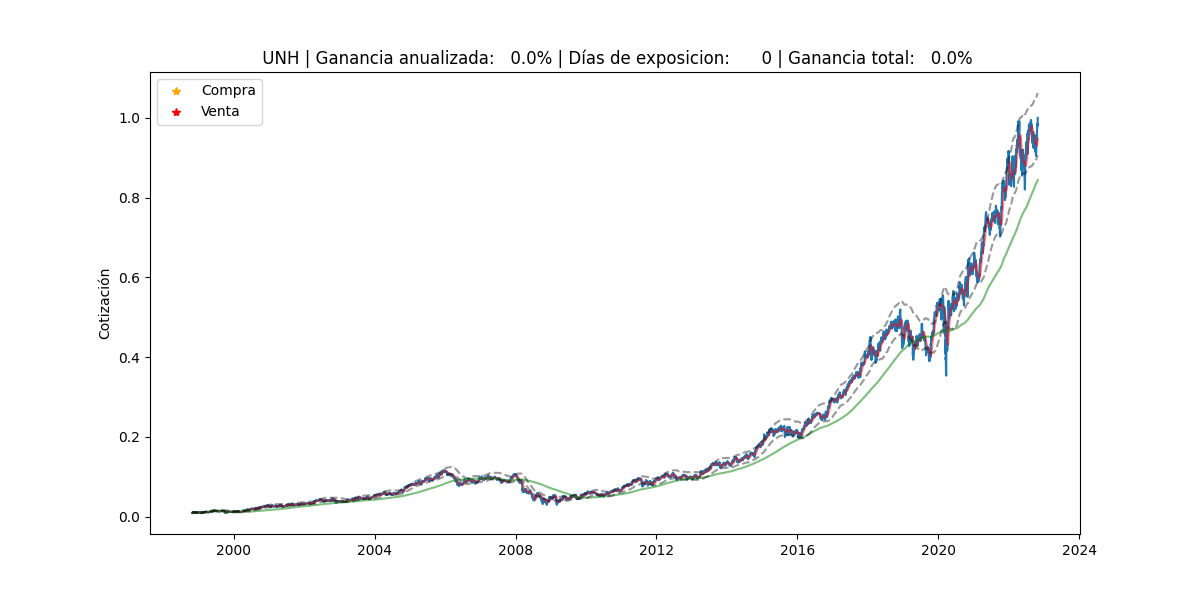 UNH | Ganancia anualizada:   0.0% | Días de exposicion:      0 | Ganancia total:   0.0%
Compra
Venta
Cotización
1.0
0.8
0.6
0.4
0.2
0.0
2000 2004 2008 2012 2016 2020 2024